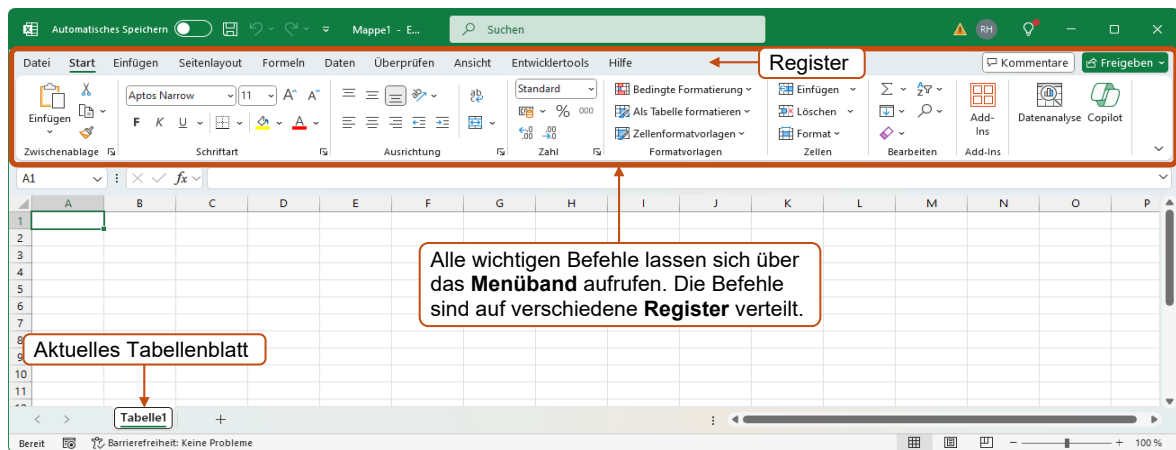 Automatisches Speichern Mappe1 - E... Suchen RH
Datei Start Einfügen Seitenlayout Formeln Daten Überprüfen Ansicht Entwicklertools Hilfe Register Kommentare Freigeben
Einfügen
Zwischenablage
Aptos Narrow 11 A A
F K U A
Schriftart
ab
Ausrichtung
Standard
% 000
Zahl
Bedingte Formatierung
Als Tabelle formatieren
Zellenformatvorlagen
Formatvorlagen
Einfügen
Löschen
Format
Zellen
Bearbeiten
Add-
Ins
Add-Ins
Datenanalyse Copilot
A1 fx
A B C D E F G H I J K L M N O P
1
2
3
4
5
6
7
8
9
10
11
Alle wichtigen Befehle lassen sich über
das Menüband aufrufen. Die Befehle
sind auf verschiedene Register verteilt.
Aktuelles Tabellenblatt
Tabelle1
Bereit Barrierefreiheit: Keine Probleme 100 %